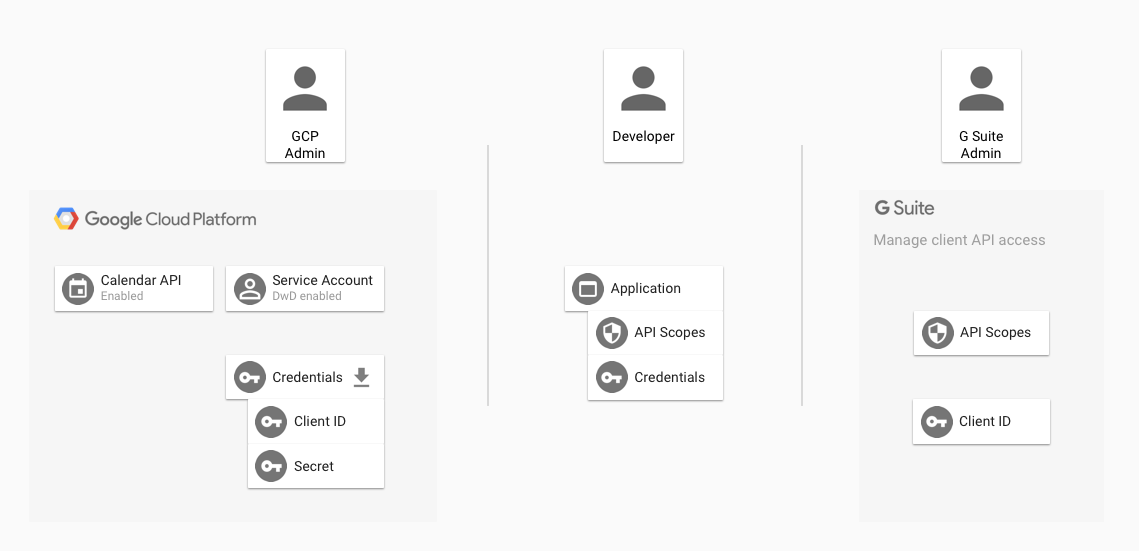 GCP
Admin
Developer
G Suite
Admin
Google Cloud Platform
Calendar API
Enabled
Service Account
DwD enabled
Credentials
Client ID
Secret
Application
API Scopes
Credentials
G Suite
Manage client API access
API Scopes
Client ID